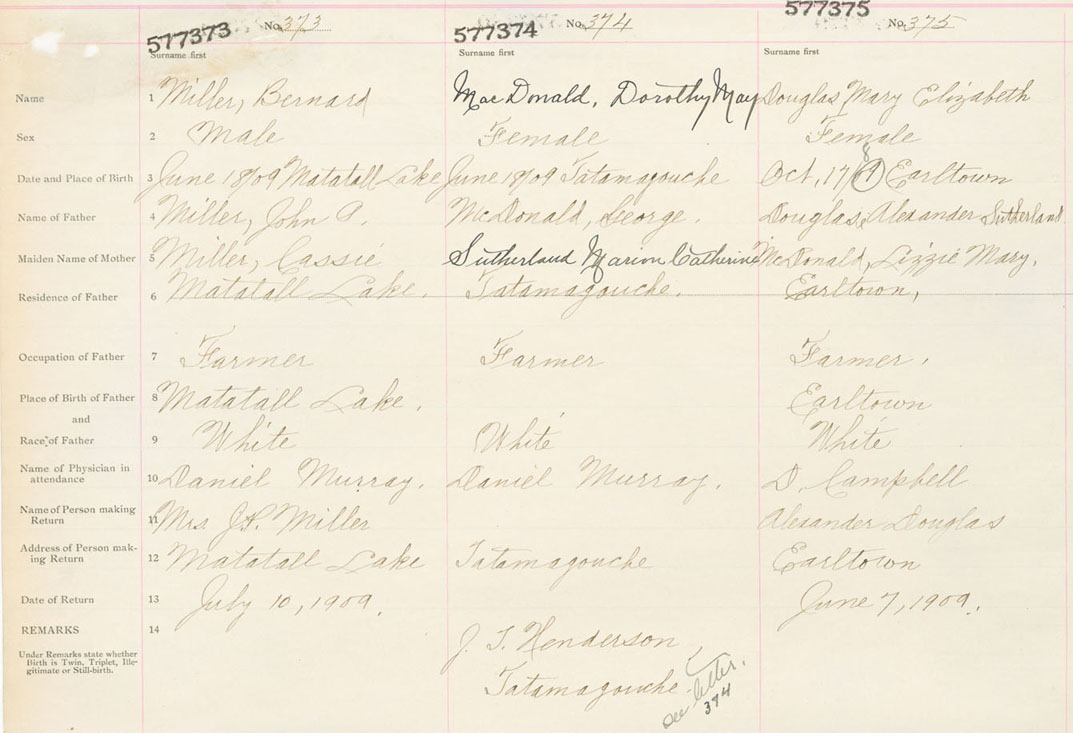 577373 No. 373 577374 No. 374 577375 No. 375
Surname first Surname first Surname first
Name 1 Miller, Bernard MacDonald, Dorothy May Douglas, Mary Elizabeth
Sex 2 Male Female Female
Date and Place of Birth 3 June 18/09 Matatall Lake June 18/09 Tatamagouche Oct, 17/ 8 9 Earltown
Name of Father 4 Miller, John P. McDonald, George. Douglas, Alexander Sutherland
Maiden Name of Mother 5 Miller, Cassie Sutherland Marion Catherine McDonald, Lizzie Mary.
Residence of Father 6 Matatall Lake. Tatamagouche. Earltown,
Occupation of Father 7 Farmer Farmer Farmer.
Place of Birth of Father 8 Matatall Lake. Earltown
and
Race of Father 9 White White White
Name of Physician in attendance 10 Daniel Murray. Daniel Murray. D. Campbell
Name of Person making Return 11 Mrs. J.P. Miller Alexander Douglas
Address of Person mak-ing Return 12 Matatall Lake Tatamagouche Earltown
Date of Return 13 July 10, 1909. June 7, 1909.
REMARKS 14
Under Remarks state whether Birth is Twin, Triplet, Ille-gitimate or Still-birth.
J. T. Henderson,
Tatamagouche
see letter.
374